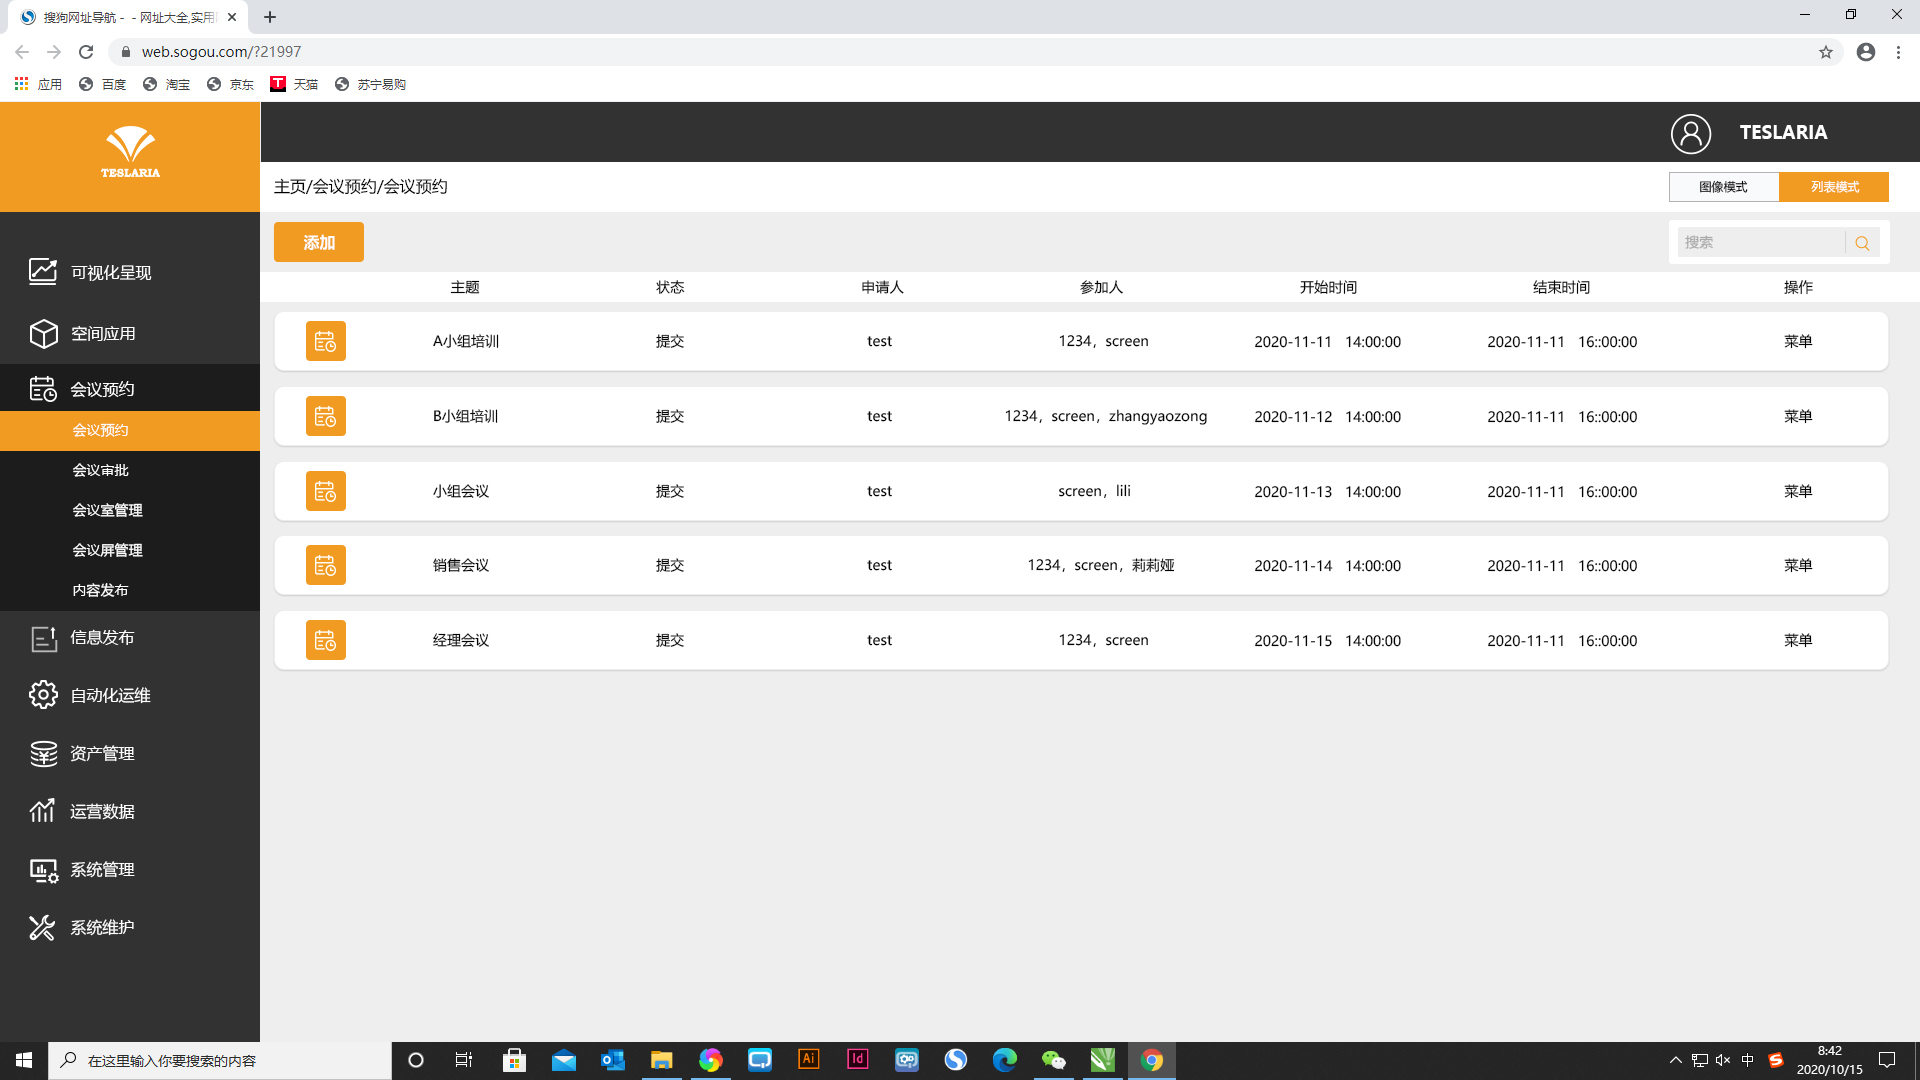 搜狗网址导航 - - 网址大全,实用
web.sogou.com/?21997
应用 百度 淘宝 京东 天猫 苏宁易购
TESLARIA
TESLARIA
主页/会议预约/会议预约
图像模式 列表模式
添加
搜索
主题 状态 申请人 参加人 开始时间 结束时间 操作
A小组培训 提交 test 1234，screen 2020-11-11 14:00:00 2020-11-11 16::00:00 菜单
B小组培训 提交 test 1234，screen，zhangyaozong 2020-11-12 14:00:00 2020-11-11 16::00:00 菜单
小组会议 提交 test screen，lili 2020-11-13 14:00:00 2020-11-11 16::00:00 菜单
销售会议 提交 test 1234，screen，莉莉娅 2020-11-14 14:00:00 2020-11-11 16::00:00 菜单
经理会议 提交 test 1234，screen 2020-11-15 14:00:00 2020-11-11 16::00:00 菜单
可视化呈现
空间应用
会议预约
会议预约
会议审批
会议室管理
会议屏管理
内容发布
信息发布
自动化运维
资产管理
运营数据
系统管理
系统维护
在这里输入你要搜索的内容
Ai
Id
中
8:42
2020/10/15